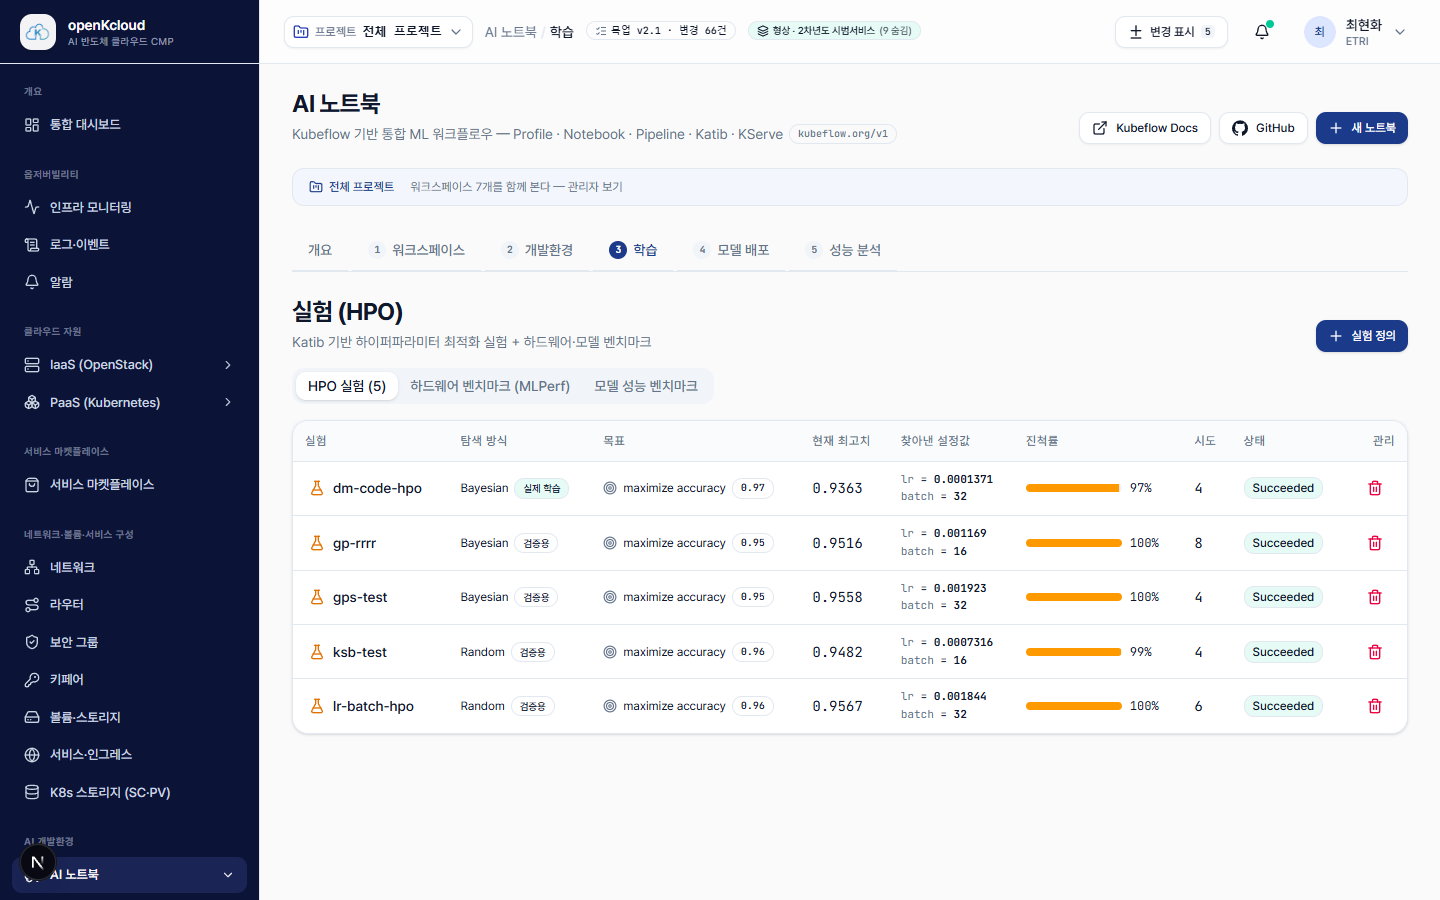 openKcloud
AI 반도체 클라우드 CMP
개요
통합 대시보드
옵저버빌리티
인프라 모니터링
로그·이벤트
알람
클라우드 자원
IaaS (OpenStack)
PaaS (Kubernetes)
서비스 마켓플레이스
서비스 마켓플레이스
네트워크·볼륨·서비스 구성
네트워크
라우터
보안 그룹
키페어
볼륨·스토리지
서비스·인그레스
K8s 스토리지 (SC·PV)
AI 개발환경
AI 노트북
프로젝트 전체 프로젝트
AI 노트북 / 학습
목업 v2.1 · 변경 66건
형상 · 2차년도 시범서비스 (9 숨김)
변경 표시 5
최 최현화
ETRI
AI 노트북
Kubeflow 기반 통합 ML 워크플로우 — Profile · Notebook · Pipeline · Katib · KServe kubeflow.org/v1
Kubeflow Docs
GitHub
새 노트북
전체 프로젝트 워크스페이스 7개를 함께 본다 — 관리자 보기
개요 1 워크스페이스 2 개발환경 3 학습 4 모델 배포 5 성능 분석
실험 (HPO)
Katib 기반 하이퍼파라미터 최적화 실험 + 하드웨어·모델 벤치마크
실험 정의
HPO 실험 (5) 하드웨어 벤치마크 (MLPerf) 모델 성능 벤치마크
실험 탐색 방식 목표 현재 최고치 찾아낸 설정값 진척률 시도 상태 관리
dm-code-hpo Bayesian 실제 학습 maximize accuracy 0.97 0.9363 lr = 0.0001371 batch = 32 97% 4 Succeeded
gp-rrrr Bayesian 검증용 maximize accuracy 0.95 0.9516 lr = 0.001169 batch = 16 100% 8 Succeeded
gps-test Bayesian 검증용 maximize accuracy 0.95 0.9558 lr = 0.001923 batch = 32 100% 4 Succeeded
ksb-test Random 검증용 maximize accuracy 0.96 0.9482 lr = 0.0007316 batch = 16 99% 4 Succeeded
lr-batch-hpo Random 검증용 maximize accuracy 0.96 0.9567 lr = 0.001844 batch = 32 100% 6 Succeeded